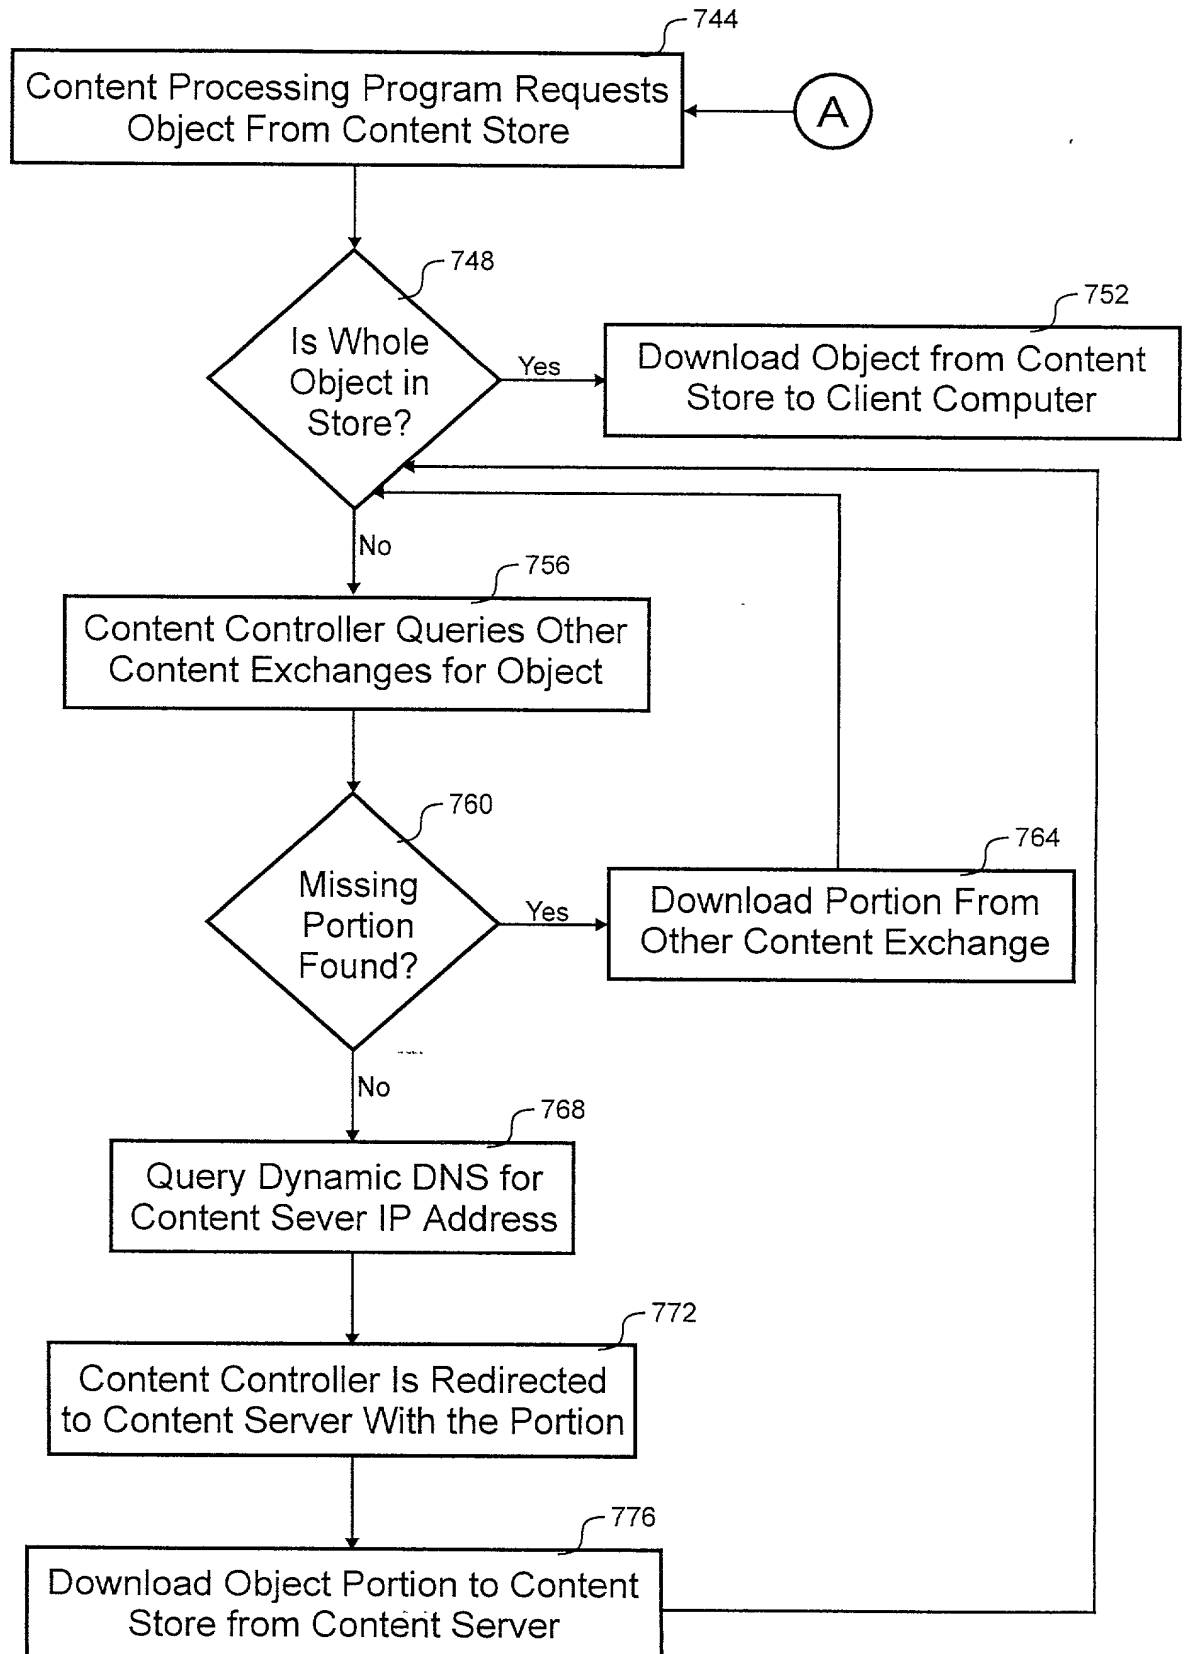 744
Content Processing Program Requests
Object From Content Store
A
748
Is Whole
Object in
Store?
Yes
752
Download Object from Content
Store to Client Computer
No
756
Content Controller Queries Other
Content Exchanges for Object
760
Missing
Portion
Found?
Yes
764
Download Portion From
Other Content Exchange
No
768
Query Dynamic DNS for
Content Sever IP Address
772
Content Controller Is Redirected
to Content Server With the Portion
776
Download Object Portion to Content
Store from Content Server